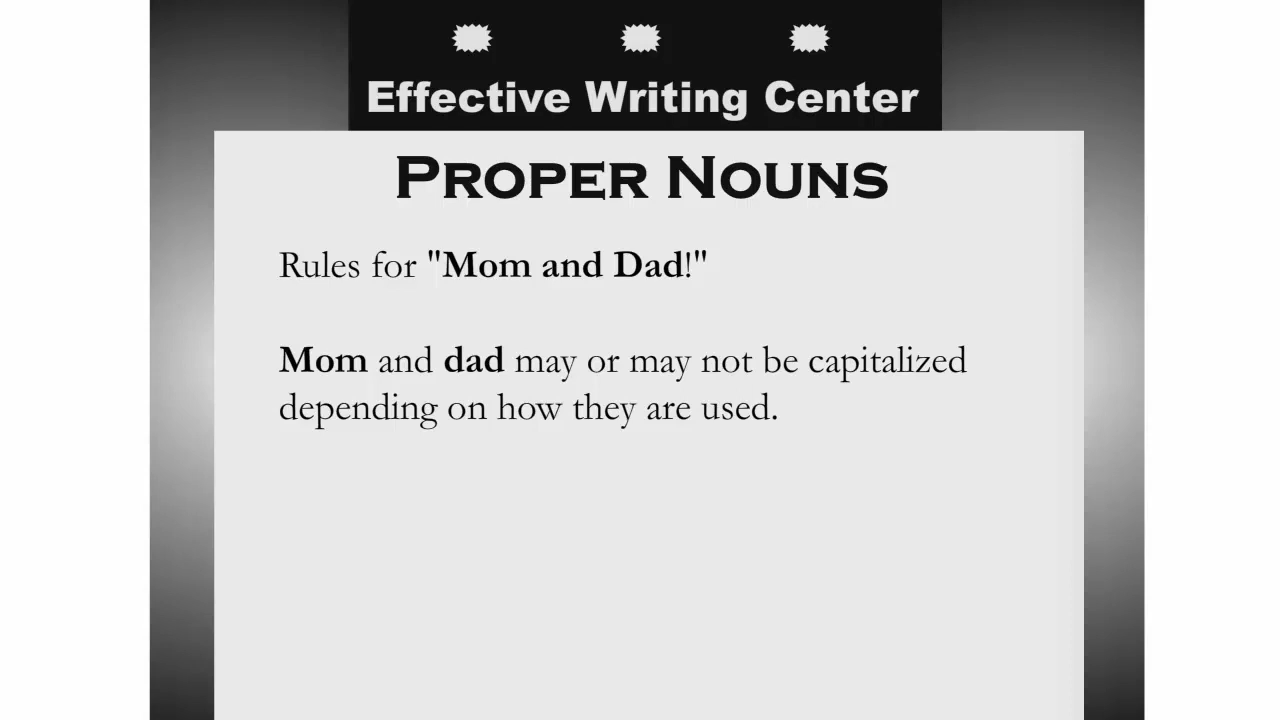 Effective Writing Center
PROPER NOUNS
Rules for "Mom and Dad!"
Mom and dad may or may not be capitalized
depending on how they are used.